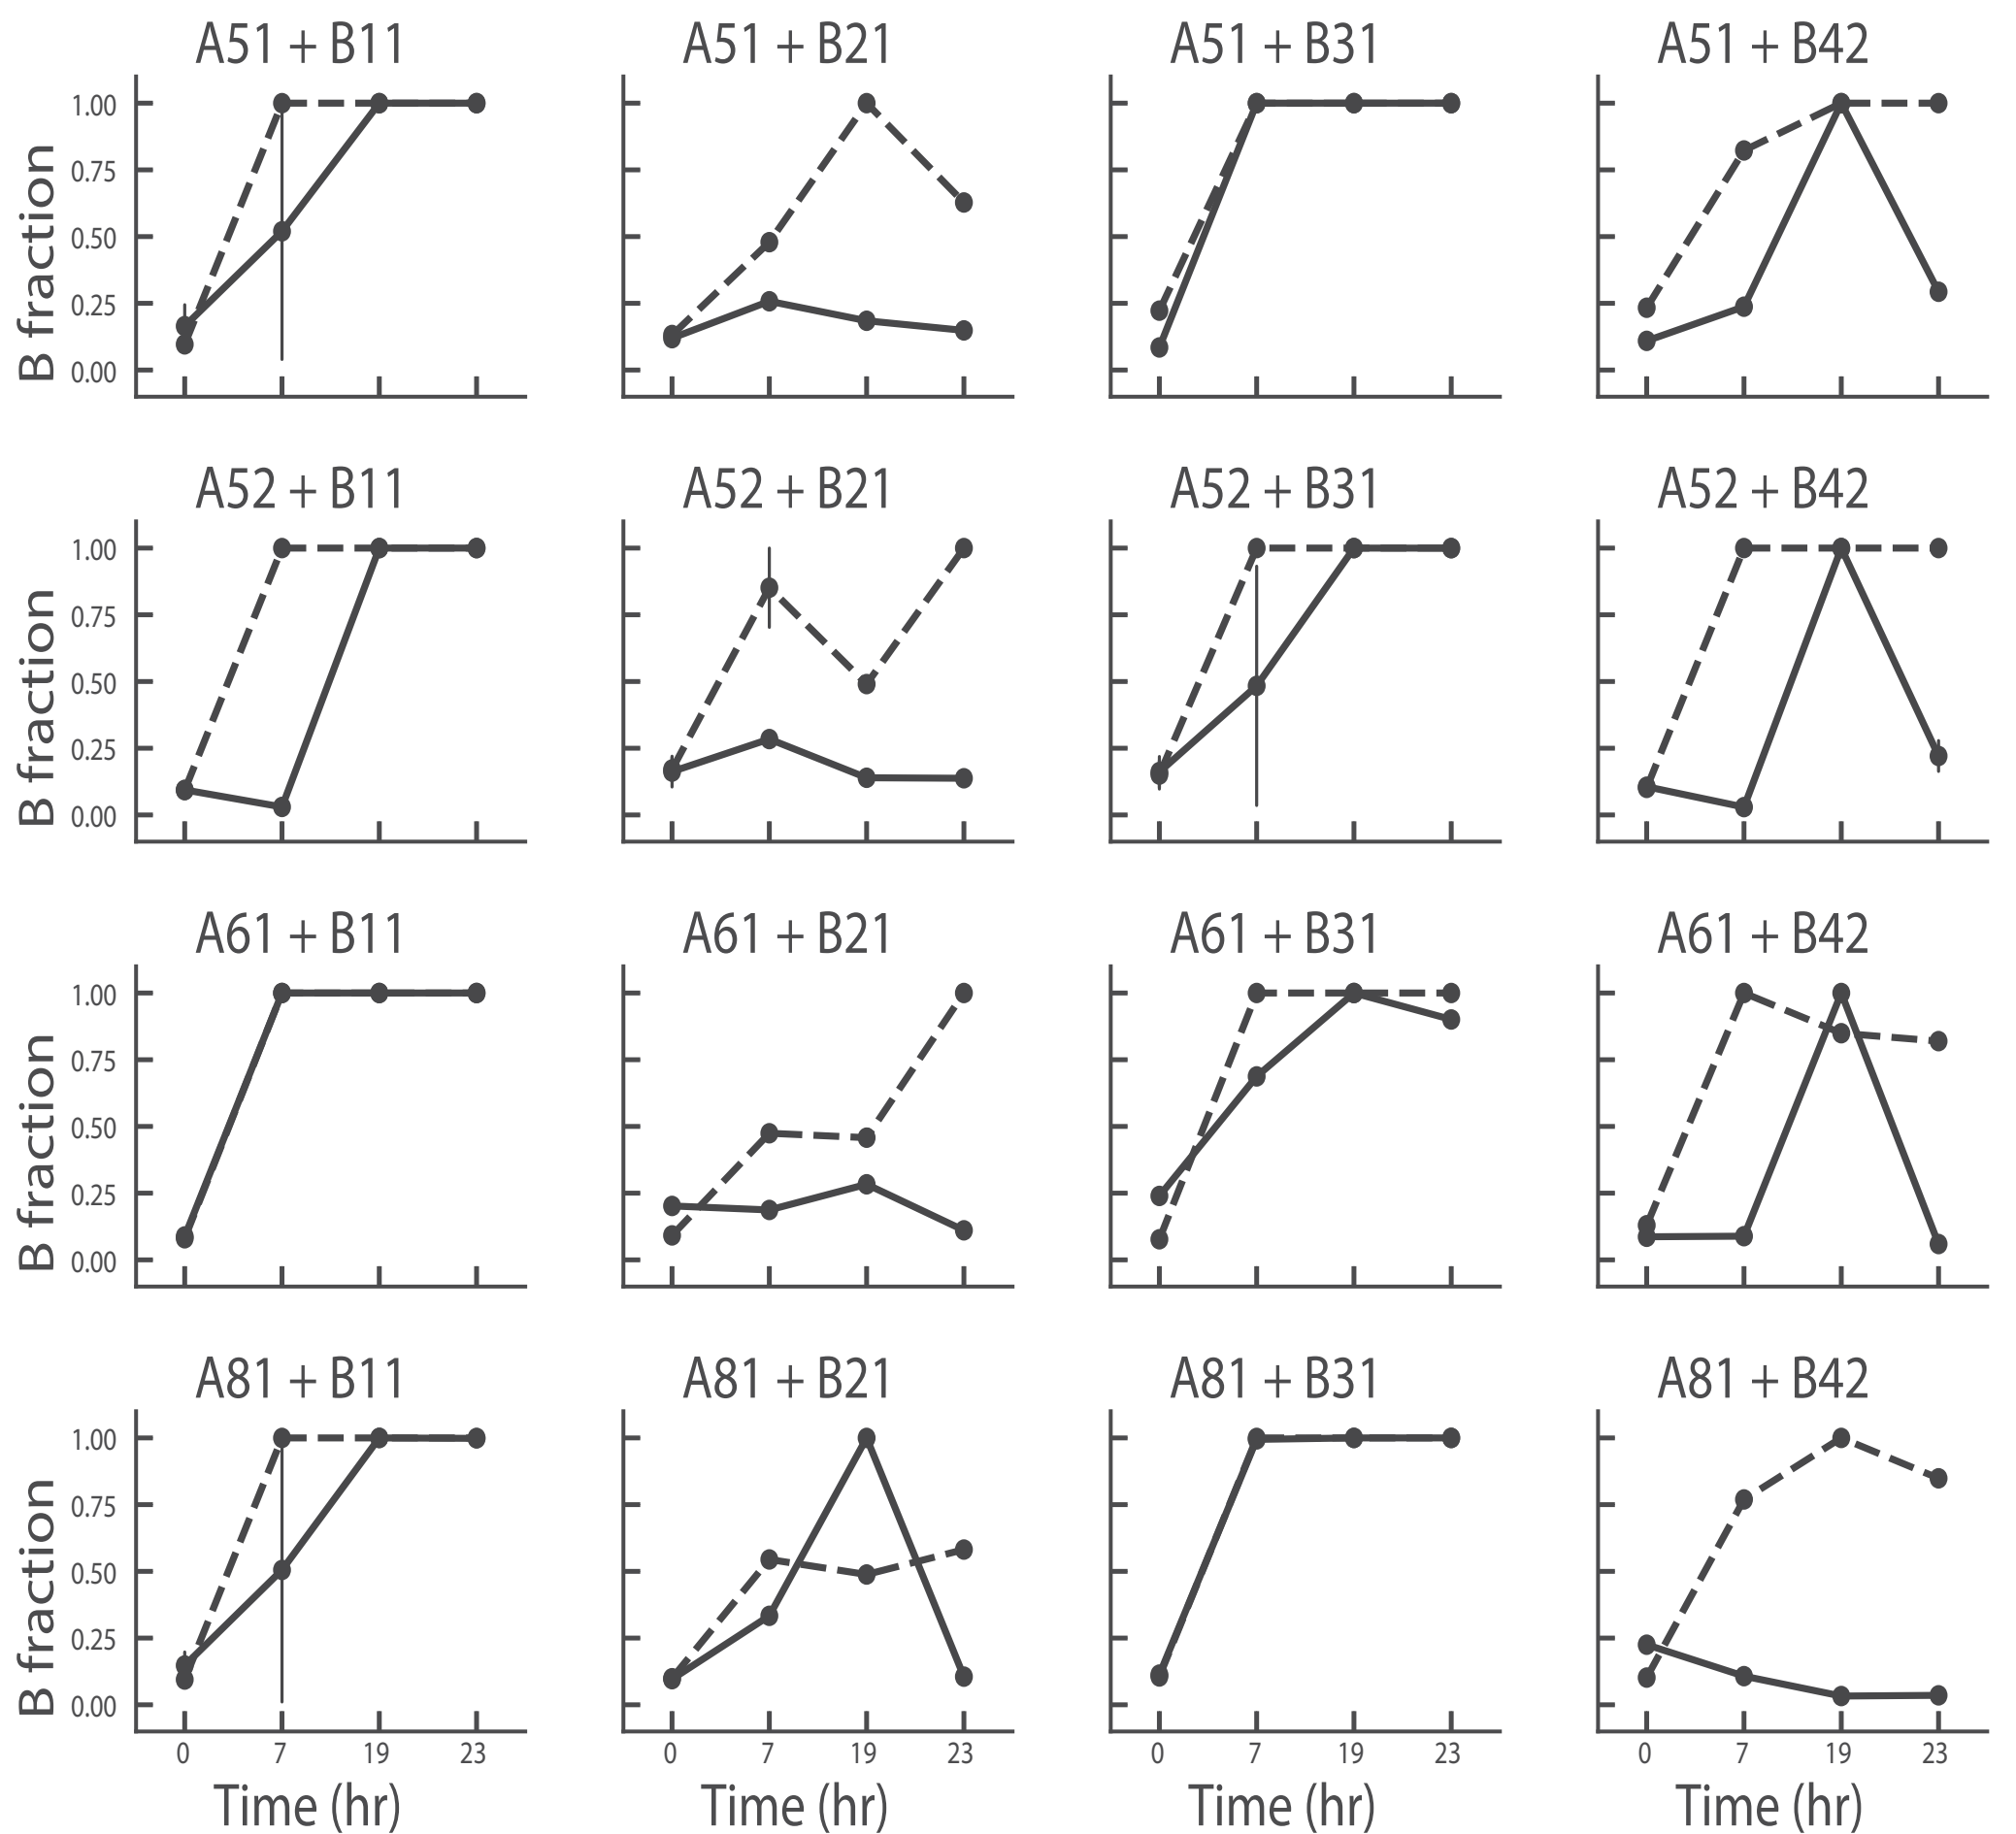 A51 + B11
A51 + B21
A51 + B31
A51 + B42
B fraction
1.00
0.75
0.50
0.25
0.00
A52 + B11
A52 + B21
A52 + B31
A52 + B42
B fraction
1.00
0.75
0.50
0.25
0.00
A61 + B11
A61 + B21
A61 + B31
A61 + B42
B fraction
1.00
0.75
0.50
0.25
0.00
A81 + B11
A81 + B21
A81 + B31
A81 + B42
B fraction
1.00
0.75
0.50
0.25
0.00
0 7 19 23
0 7 19 23
0 7 19 23
0 7 19 23
Time (hr)
Time (hr)
Time (hr)
Time (hr)